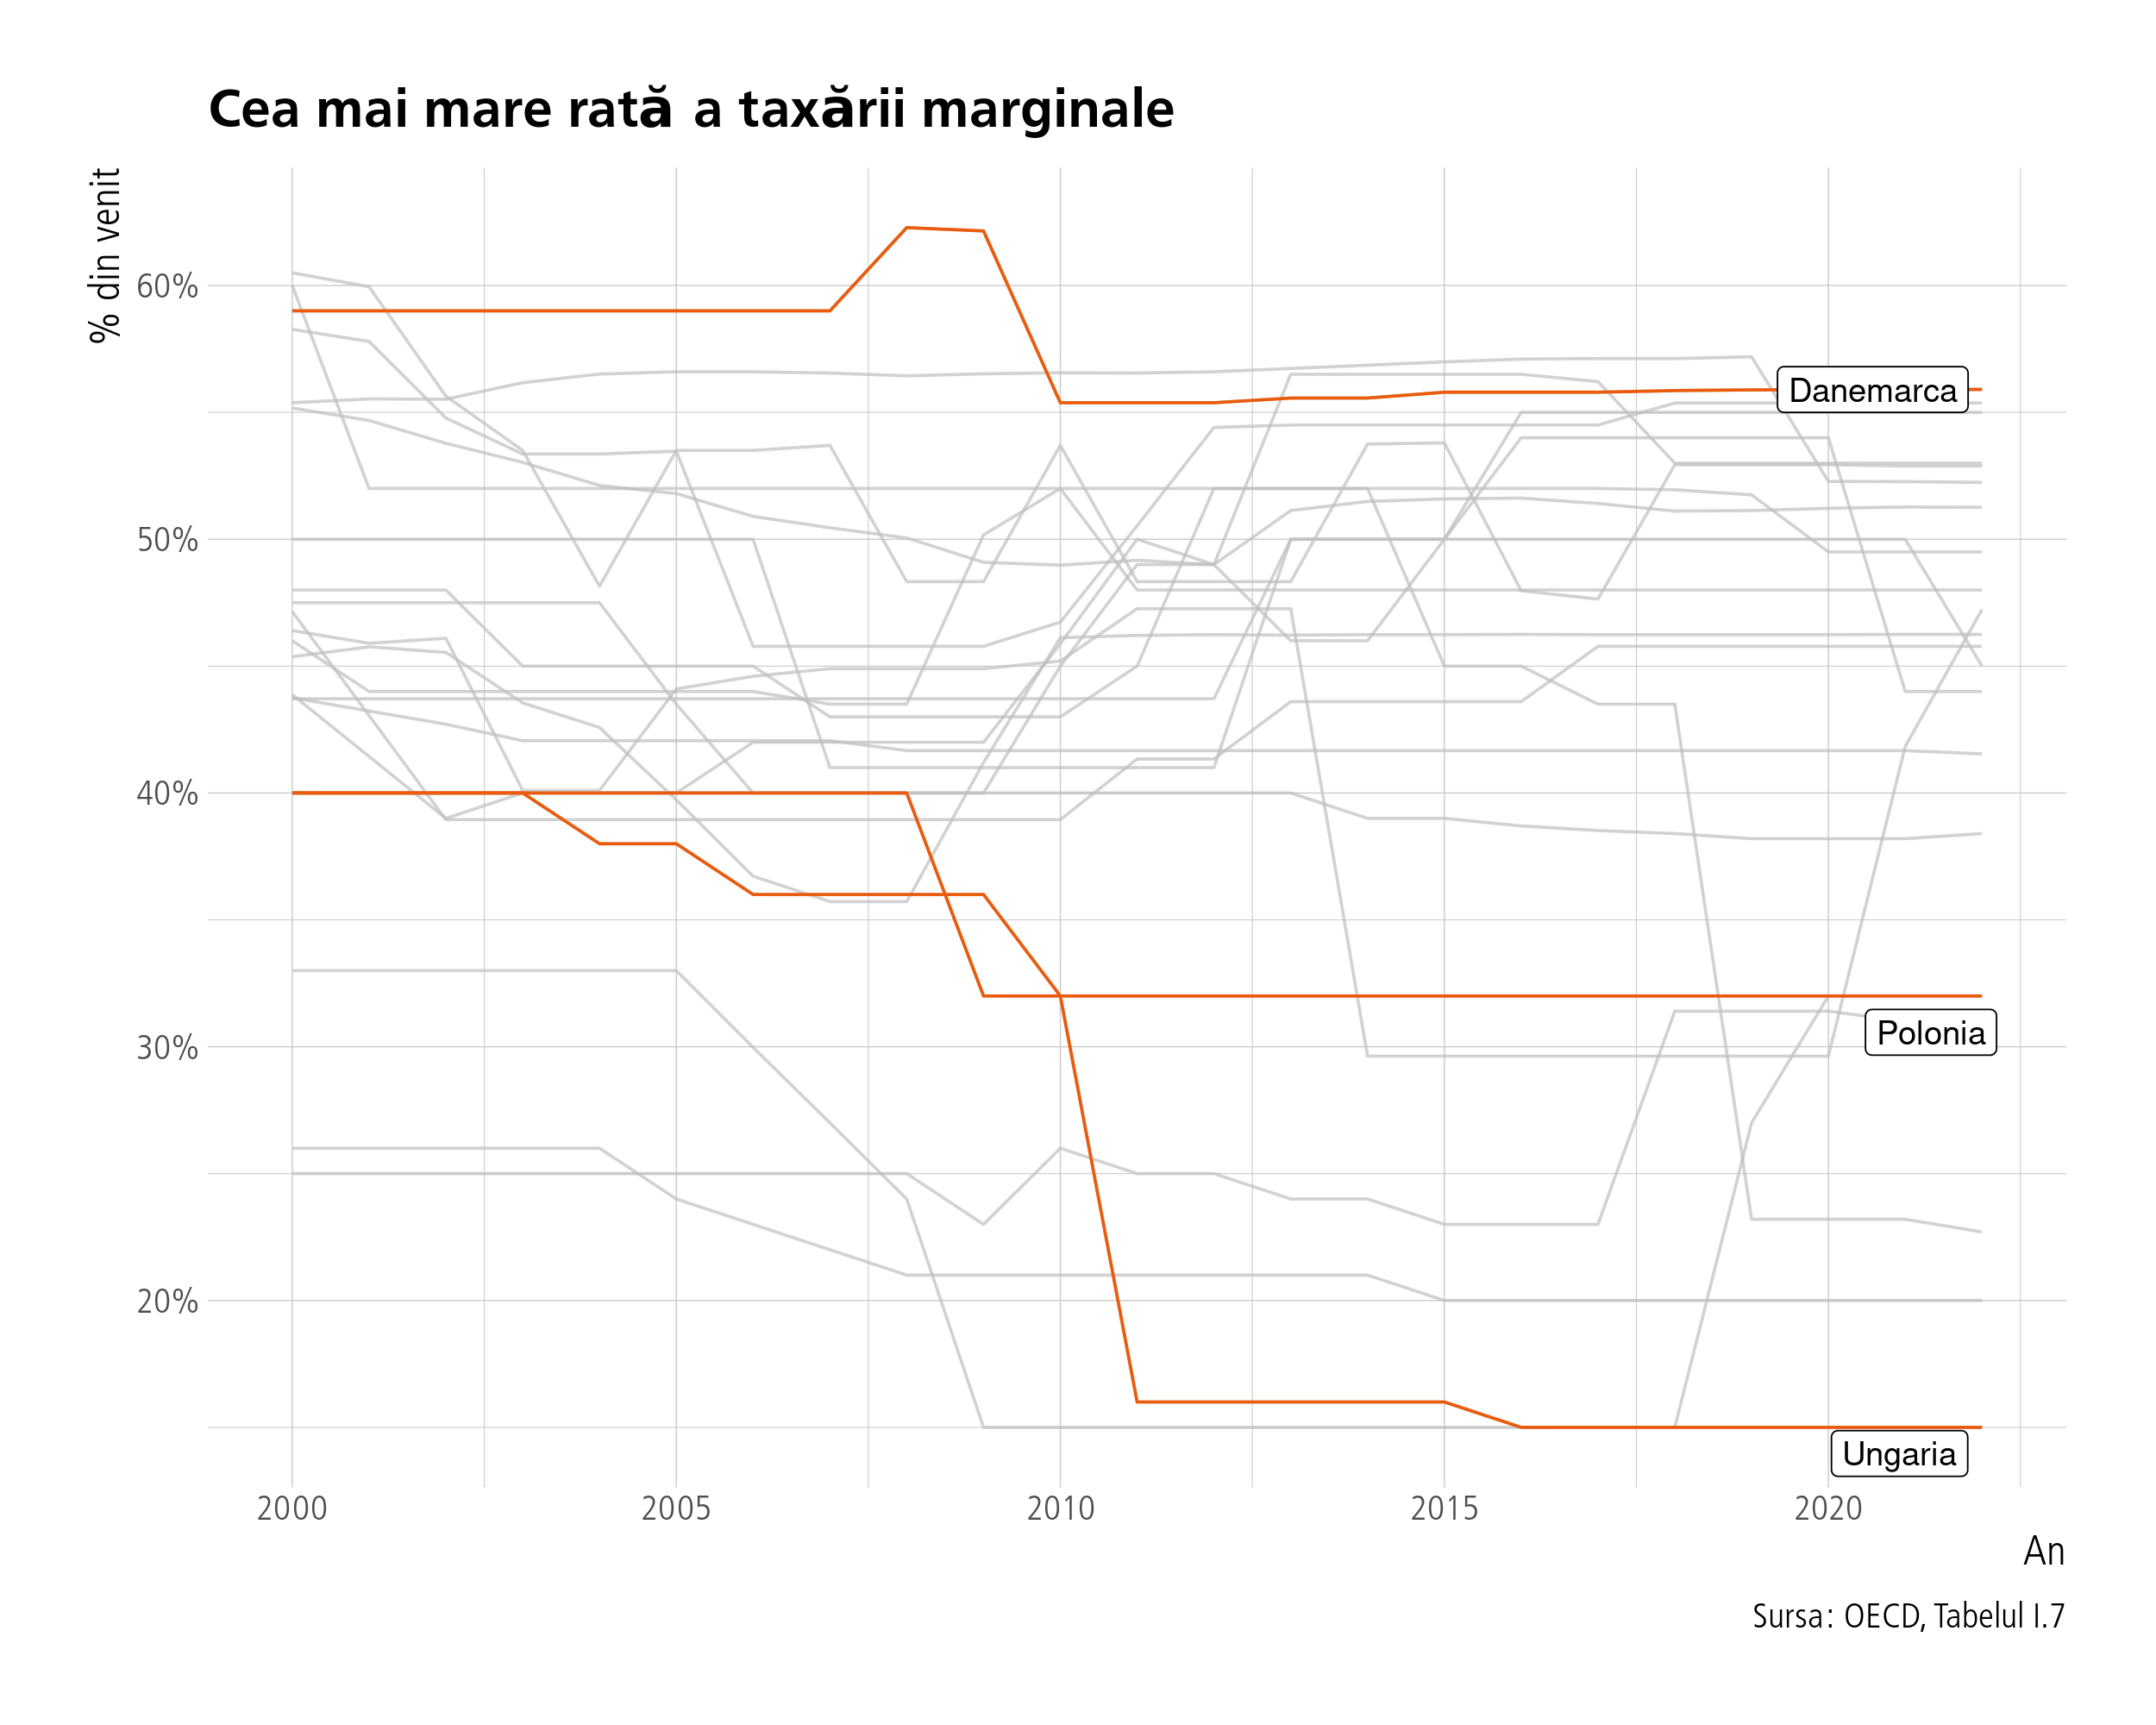 Cea mai mare rată a taxării marginale
% din venit
60%
50%
40%
30%
20%
Danemarca
Polonia
Ungaria
2000 2005 2010 2015 2020
An
Sursa: OECD, Tabelul I.7